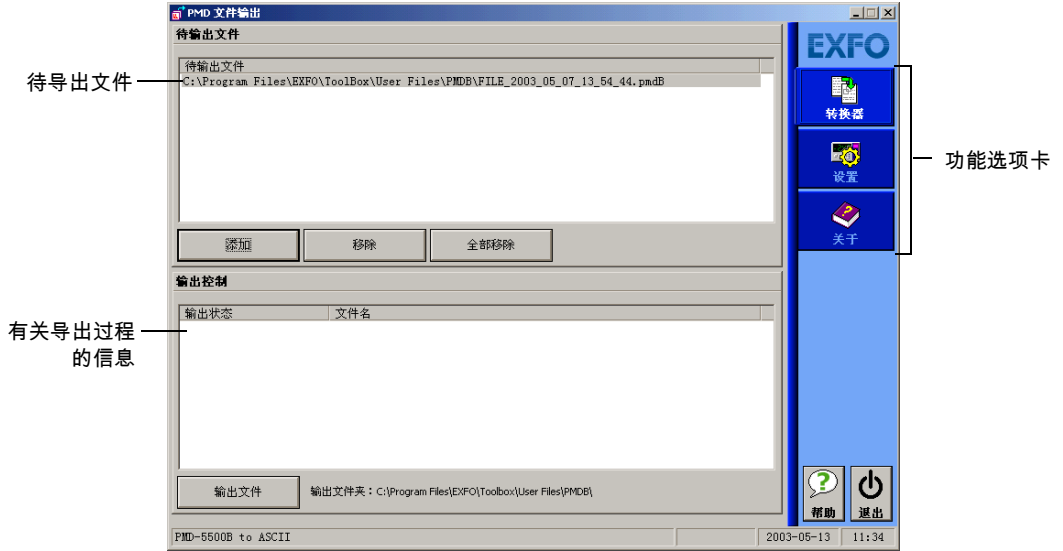 PMD 文件输出
待输出文件
待输出文件
C:\Program Files\EXFO\ToolBox\User Files\PMDB\FILE_2003_05_07_13_54_44.pmdB
添加
移除
全部移除
输出控制
输出状态
文件名
输出文件
输出文件夹：C:\Program Files\EXFO\Toolbox\User Files\PMDB\
PMD-5500B to ASCII
2003-05-13
11:34
EXFO
转换器
设置
关于
帮助
退出
待导出文件
有关导出过程
的信息
功能选项卡